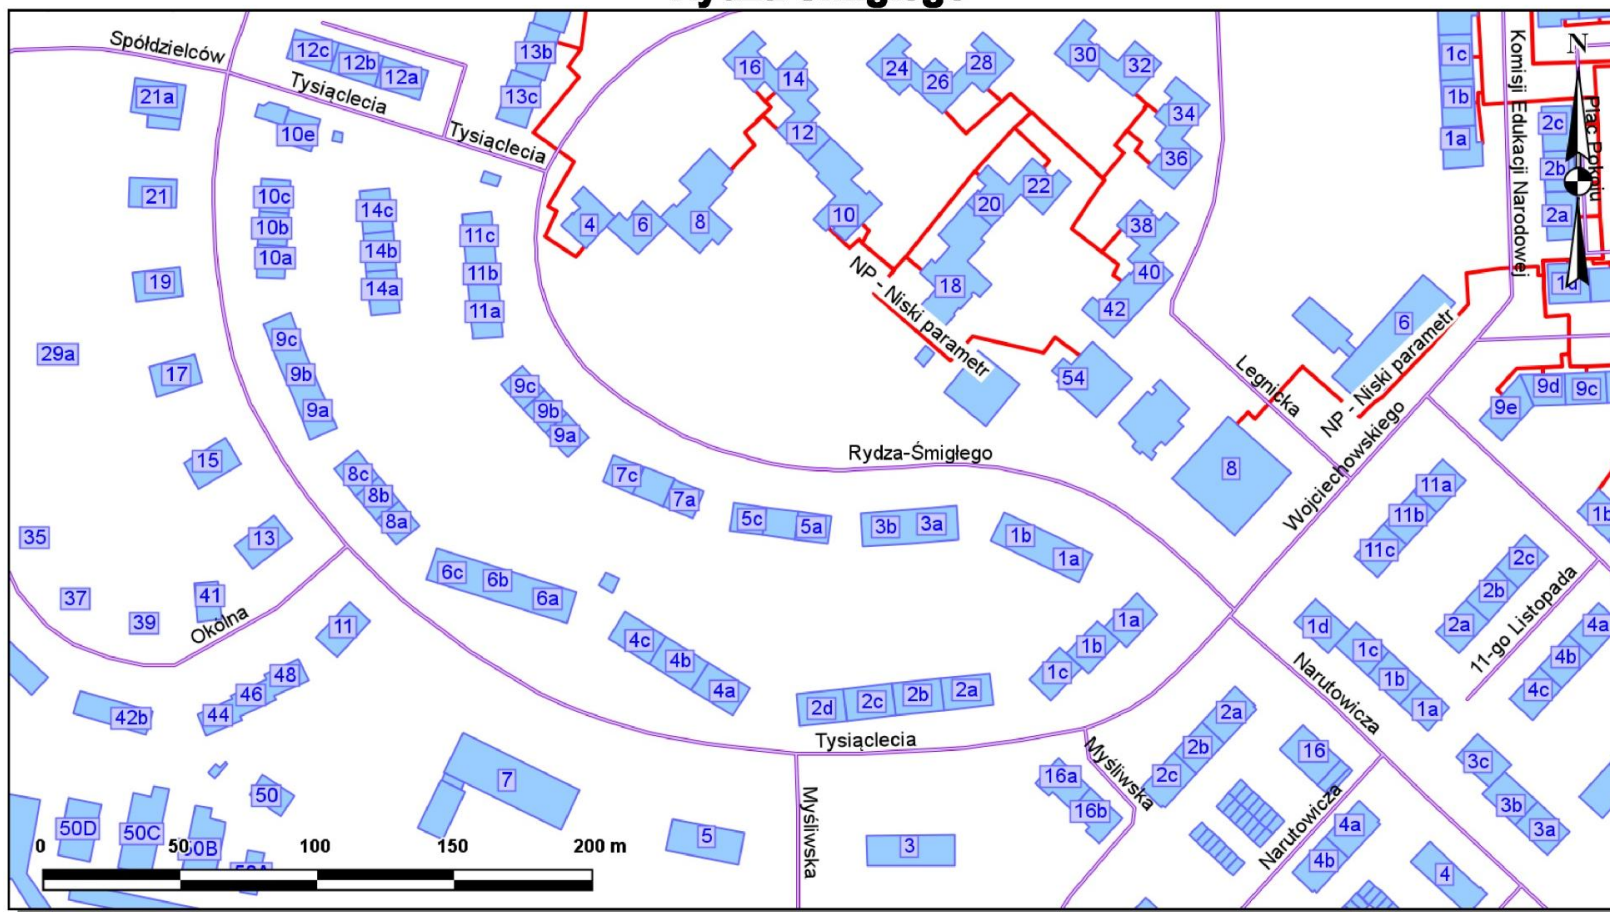 Spółdzielców
Tysiąclecia
Tysiąclecia
12c
12b
12a
13b
13c
21a
10e
16
14
12
24
26
28
30
32
34
36
1c
1b
1a
Komisji Edukacji Narodowej
N
Plac Pokoju
2c
2b
2a
21
10c
10b
10a
14c
14b
14a
11c
11b
11a
4
6
8
10
20
22
18
38
40
42
19
29a
17
9c
9b
9a
9c
9b
9a
NP - Niski parametr
54
6
NP - Niski parametr
Legnicka
Wojciechowskiego
9e
9d
9c
15
8c
8b
8a
7c
7a
Rydza-Śmigłego
5c
5a
3b
3a
1b
1a
8
11a
11b
11c
35
13
37
39
41
Okólna
11
6c
6b
6a
4c
4b
4a
1a
1b
1c
2d
2c
2b
2a
2c
2b
2a
11-go Listopada
4a
4b
4c
1d
1c
1b
1a
Narutowicza
42b
44
46
48
Tysiąclecia
Myśliwska
Myśliwska
16a
16b
2a
2b
2c
16
Narutowicza
3c
3b
3a
4a
4b
4
50
50D
50C
50B
7
5
3
0 50 100 150 200 m